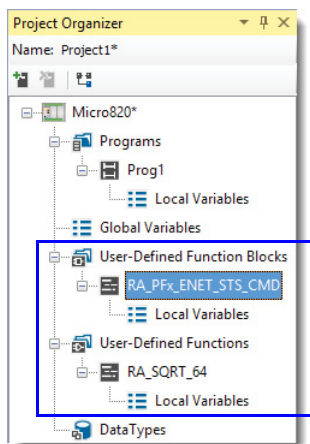 Project Organizer
Name: Project1*
Micro820*
Programs
Prog1
Local Variables
Global Variables
User-Defined Function Blocks
RA_PFx_ENET_STS_CMD
Local Variables
User-Defined Functions
RA_SQRT_64
Local Variables
DataTypes